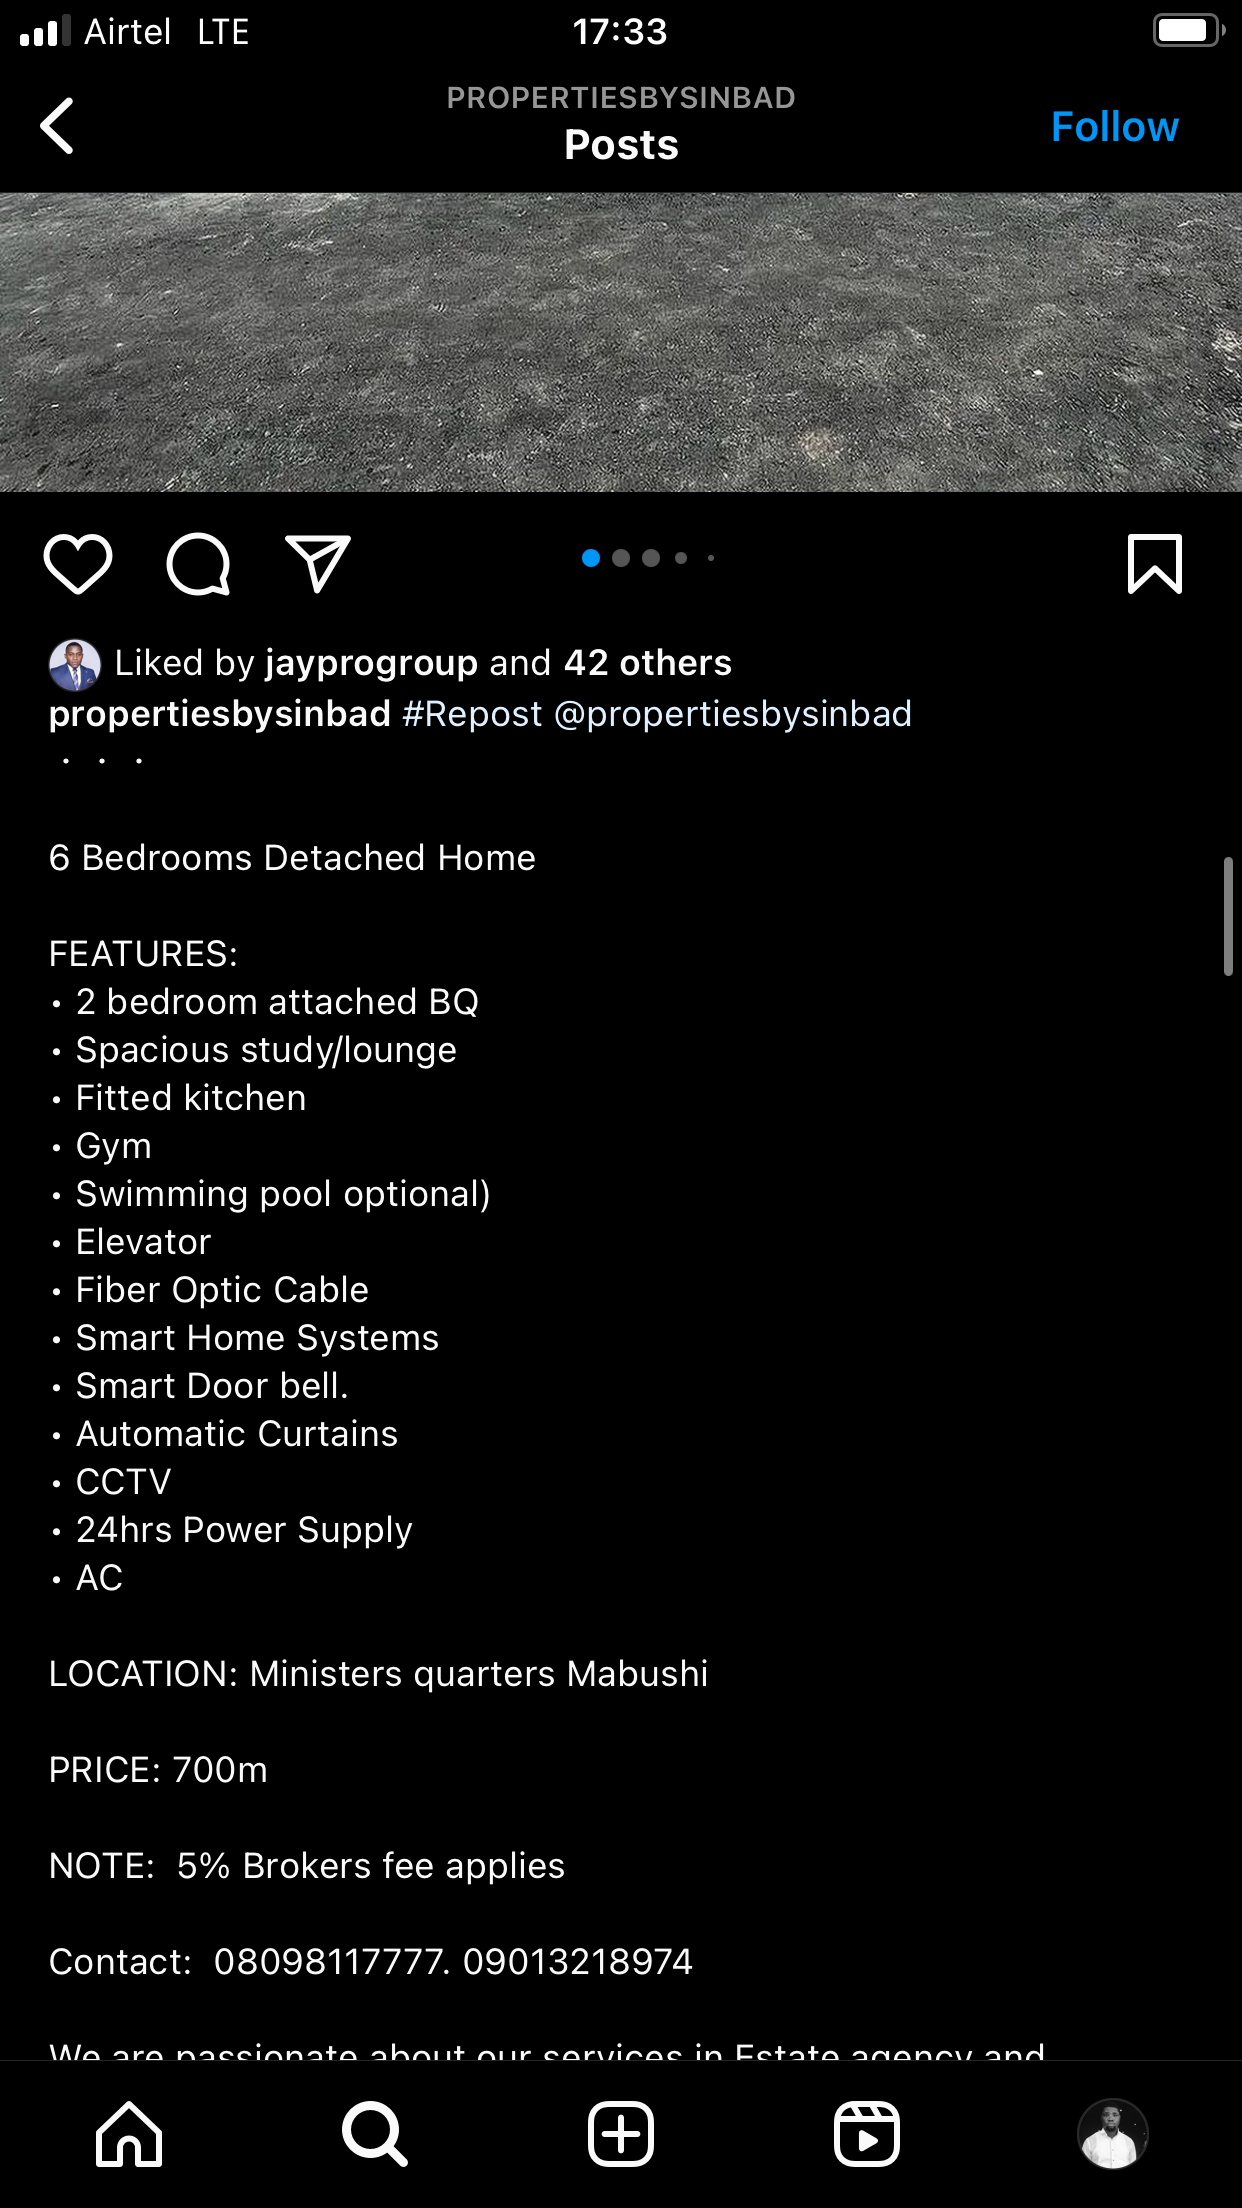 Airtel LTE 17:33
PROPERTIESBYSINBAD
Posts
Follow
Liked by jayprogroup and 42 others
propertiesbysinbad #Repost @propertiesbysinbad
· · ·
6 Bedrooms Detached Home
FEATURES:
• 2 bedroom attached BQ
• Spacious study/lounge
• Fitted kitchen
• Gym
• Swimming pool optional)
• Elevator
• Fiber Optic Cable
• Smart Home Systems
• Smart Door bell.
• Automatic Curtains
• CCTV
• 24hrs Power Supply
• AC
LOCATION: Ministers quarters Mabushi
PRICE: 700m
NOTE:  5% Brokers fee applies
Contact:  08098117777. 09013218974
We are passionate about our services in Estate agency and